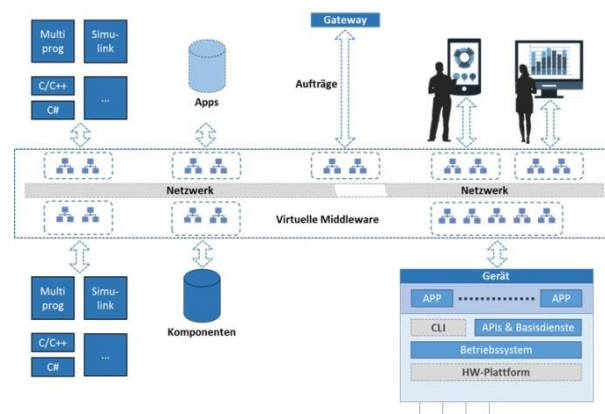 Multi
prog
Simu-
link
C/C++
C#
...
Apps
Gateway
Aufträge
Netzwerk
Netzwerk
Virtuelle Middleware
Multi
prog
Simu-
link
C/C++
C#
...
Komponenten
Gerät
APP
APP
CLI
APIs & Basisdienste
Betriebssystem
HW-Plattform